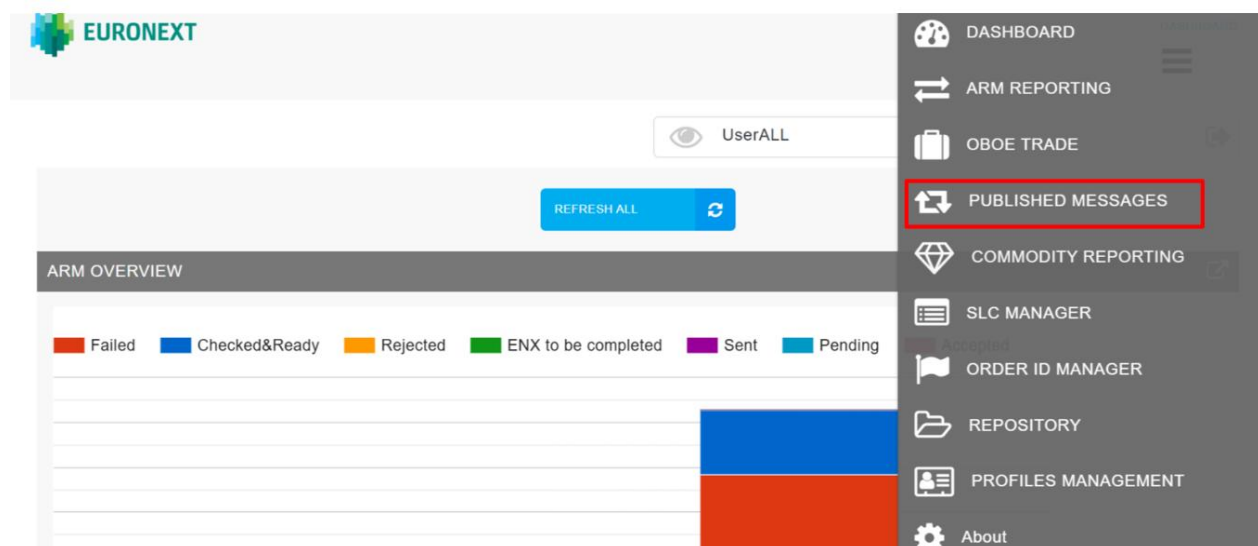 EURONEXT
UserALL
REFRESH ALL
ARM OVERVIEW
Failed Checked&Ready Rejected ENX to be completed Sent Pending Accepted
DASHBOARD
ARM REPORTING
OBOE TRADE
PUBLISHED MESSAGES
COMMODITY REPORTING
SLC MANAGER
ORDER ID MANAGER
REPOSITORY
PROFILES MANAGEMENT
About